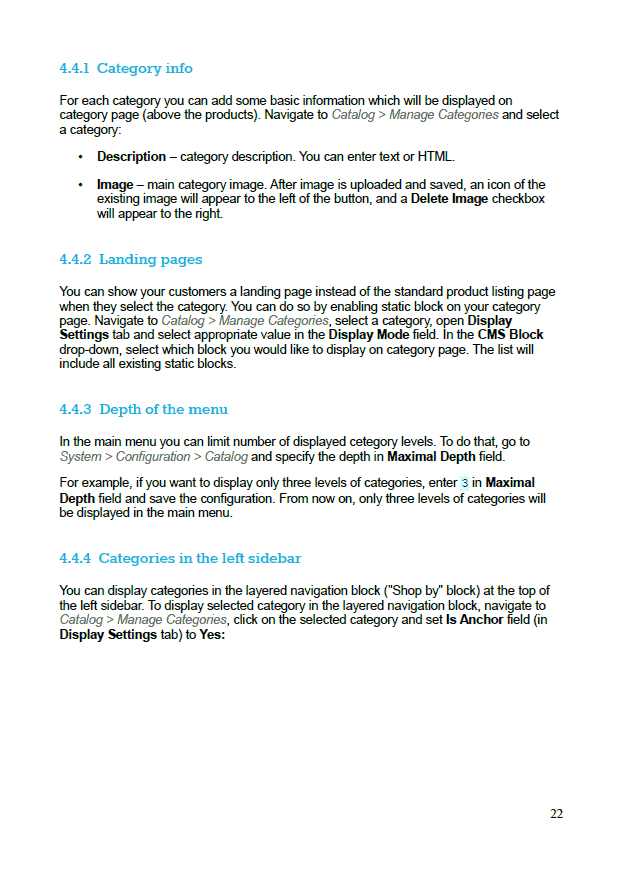 4.4.1 Category info
For each category you can add some basic information which will be displayed on
category page (above the products). Navigate to Catalog > Manage Categories and select
a category:
• Description – category description. You can enter text or HTML.
• Image – main category image. After image is uploaded and saved, an icon of the
existing image will appear to the left of the button, and a Delete Image checkbox
will appear to the right.
4.4.2 Landing pages
You can show your customers a landing page instead of the standard product listing page
when they select the category. You can do so by enabling static block on your category
page. Navigate to Catalog > Manage Categories, select a category, open Display
Settings tab and select appropriate value in the Display Mode field. In the CMS Block
drop-down, select which block you would like to display on category page. The list will
include all existing static blocks.
4.4.3 Depth of the menu
In the main menu you can limit number of displayed cetegory levels. To do that, go to
System > Configuration > Catalog and specify the depth in Maximal Depth field.
For example, if you want to display only three levels of categories, enter 3 in Maximal
Depth field and save the configuration. From now on, only three levels of categories will
be displayed in the main menu.
4.4.4 Categories in the left sidebar
You can display categories in the layered navigation block ("Shop by" block) at the top of
the left sidebar. To display selected category in the layered navigation block, navigate to
Catalog > Manage Categories, click on the selected category and set Is Anchor field (in
Display Settings tab) to Yes:
22